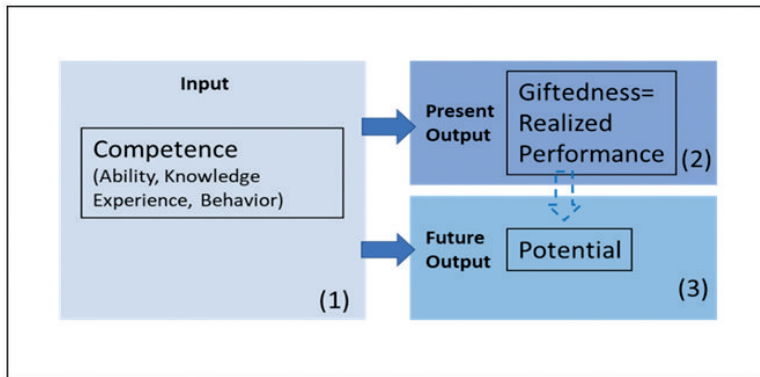 Input
Competence
(Ability, Knowledge
Experience, Behavior)
(1)
Present
Output
Giftedness=
Realized
Performance
(2)
Future
Output
Potential
(3)